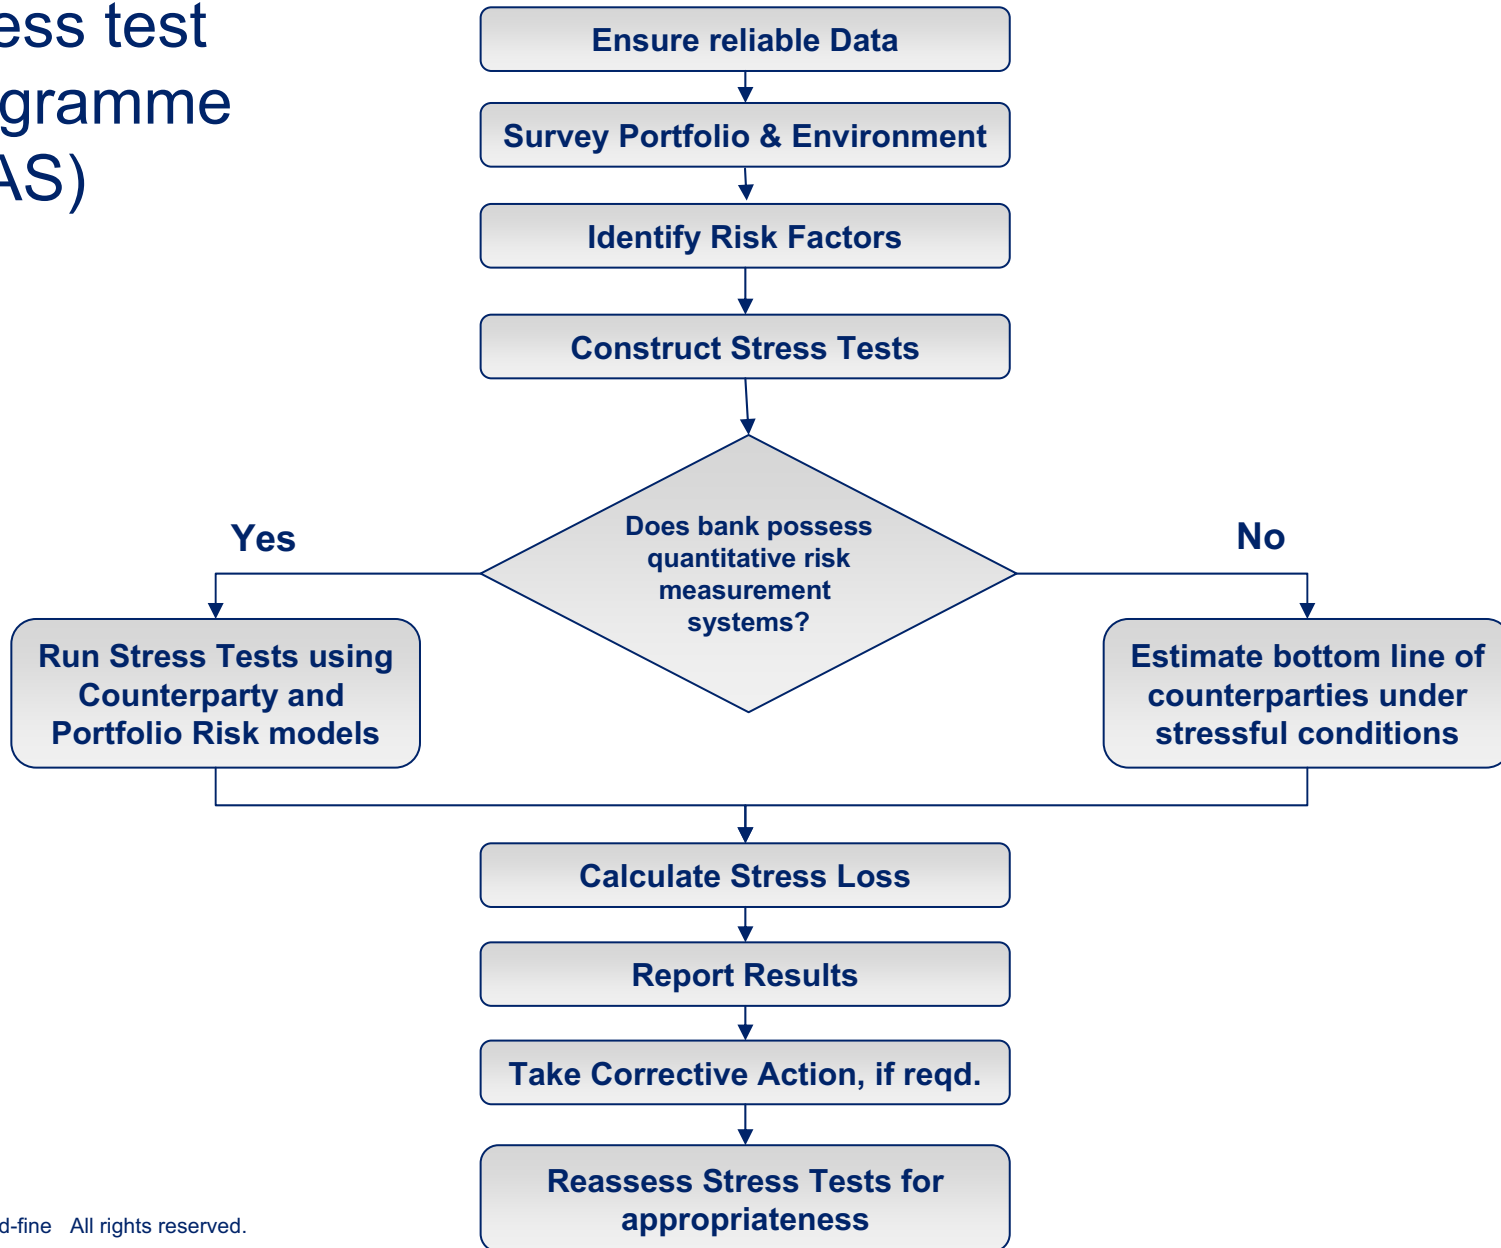 ess test
gramme
AS)
Ensure reliable Data
Survey Portfolio & Environment
Identify Risk Factors
Construct Stress Tests
Does bank possess
quantitative risk
measurement
systems?
Yes
No
Run Stress Tests using
Counterparty and
Portfolio Risk models
Estimate bottom line of
counterparties under
stressful conditions
Calculate Stress Loss
Report Results
Take Corrective Action, if reqd.
Reassess Stress Tests for
appropriateness
d-fine All rights reserved.